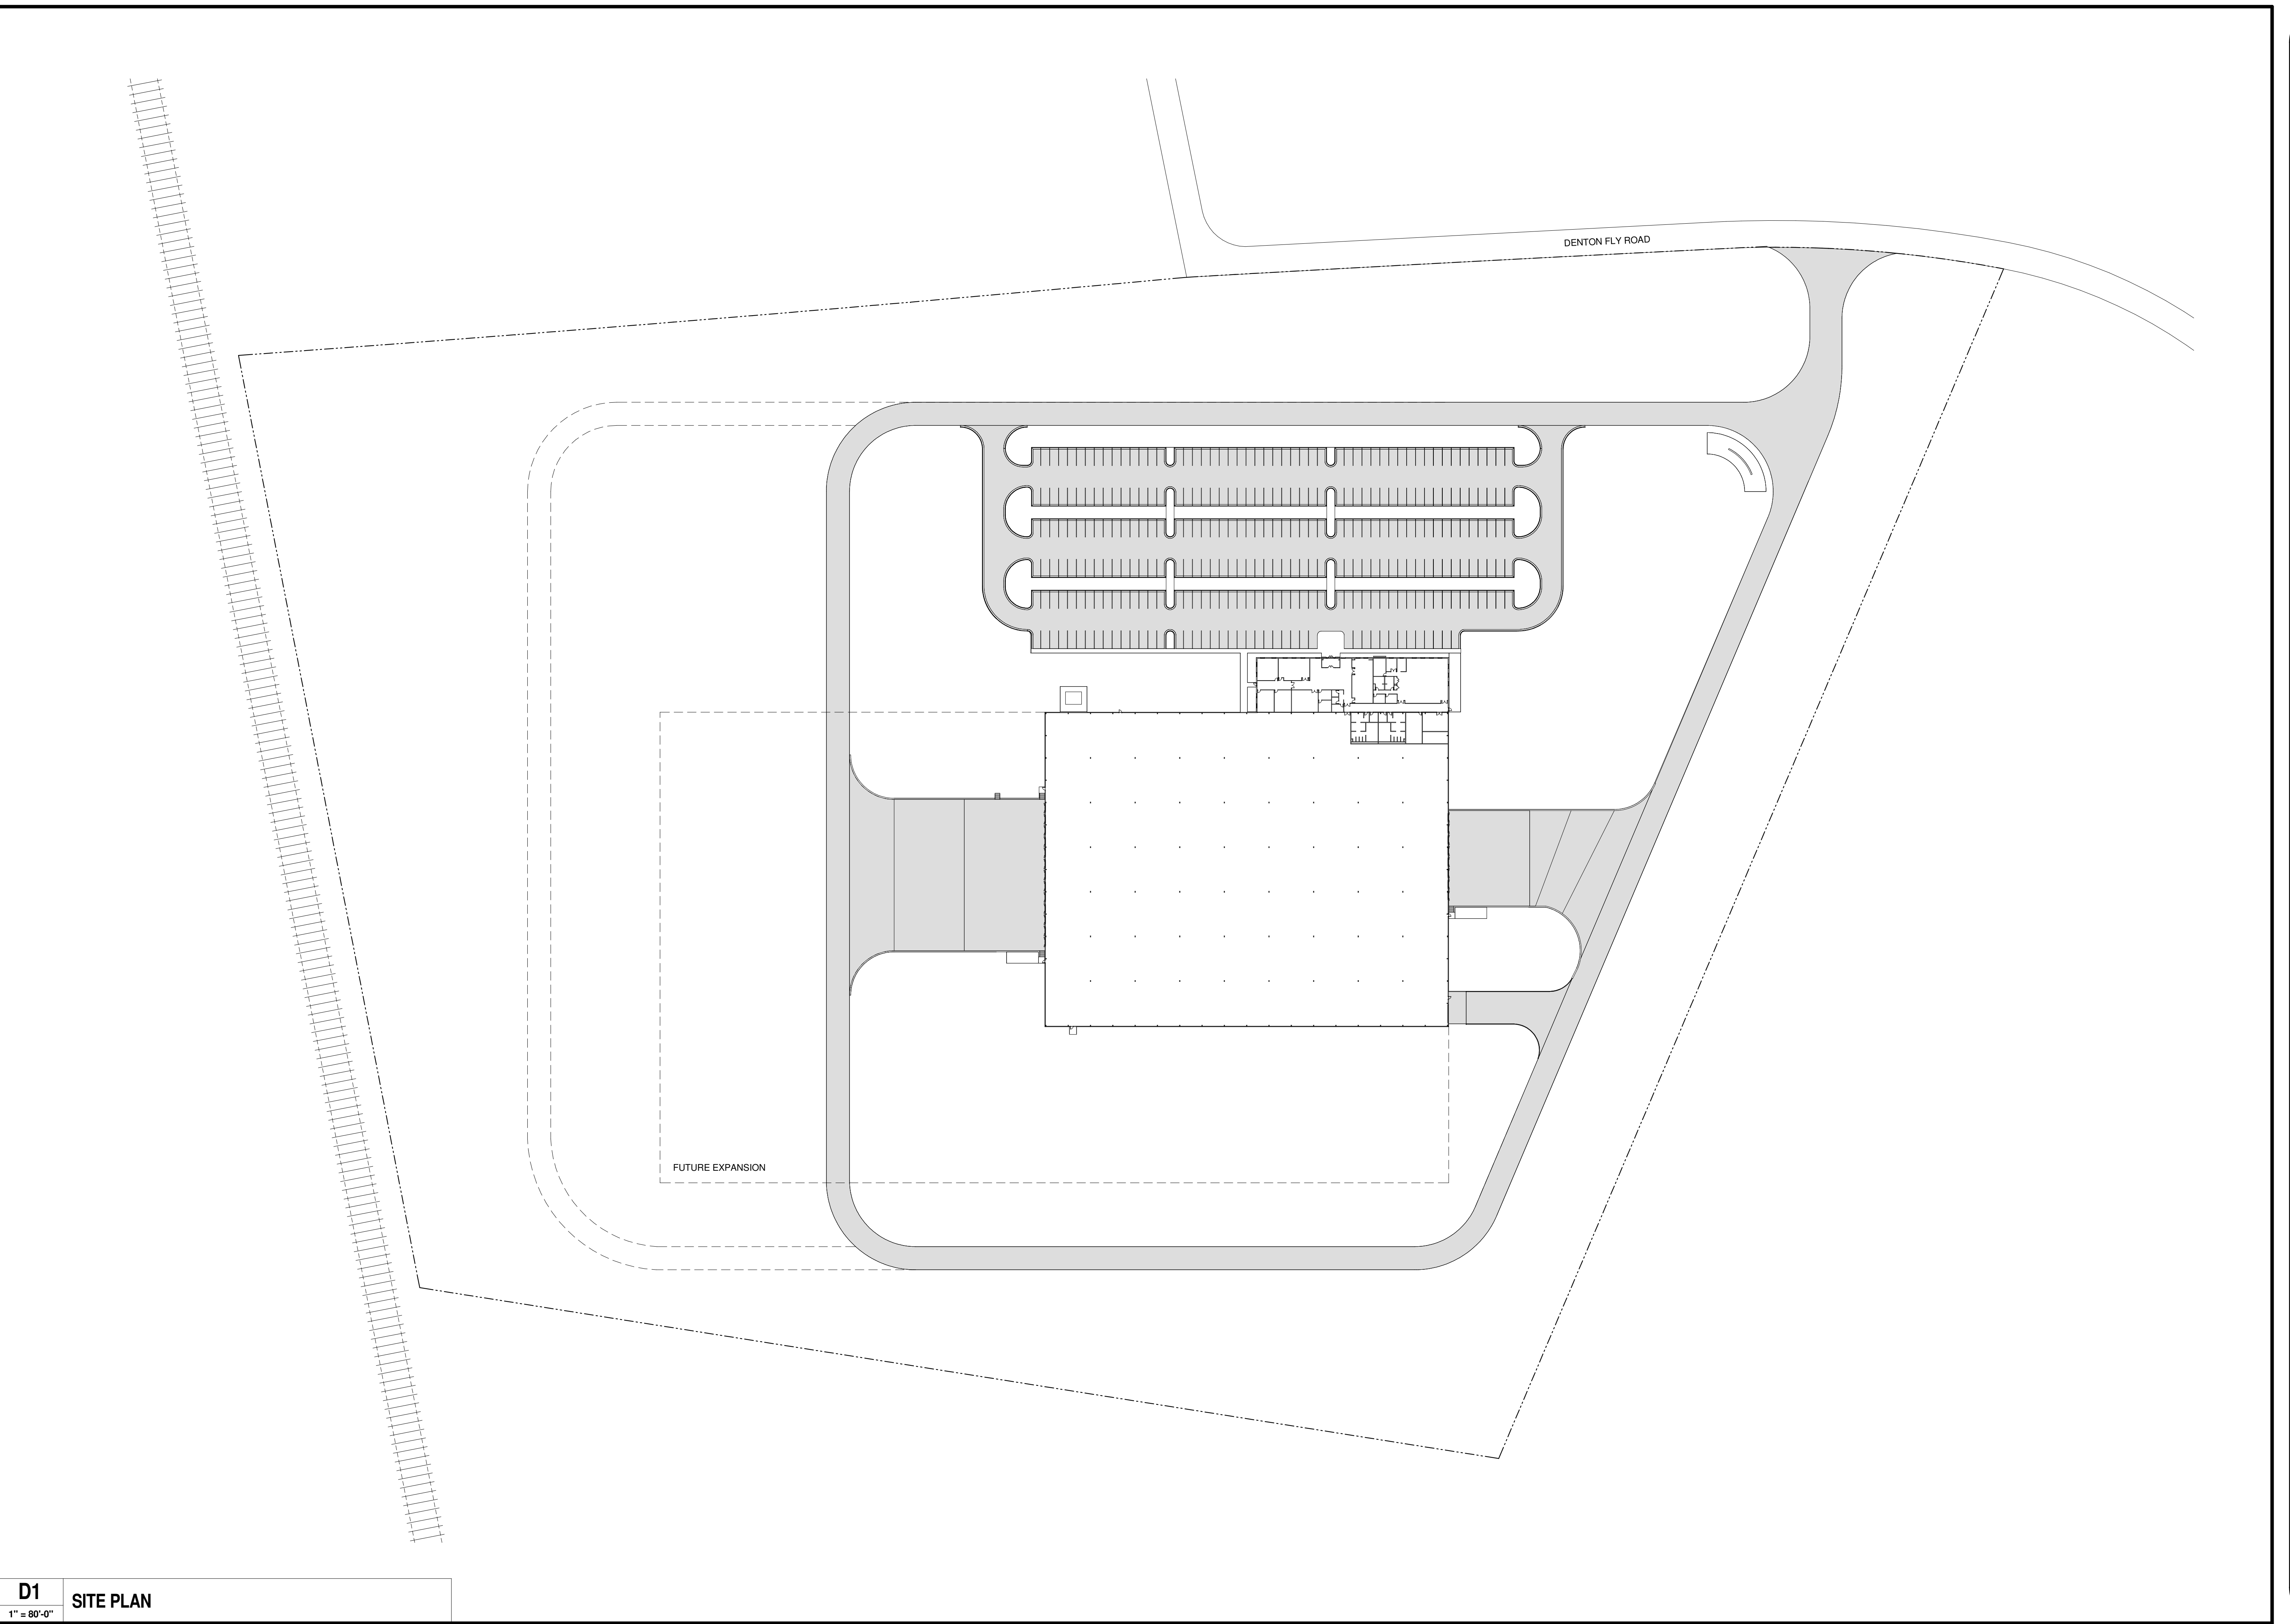 DENTON FLY ROAD
FUTURE EXPANSION
D1
SITE PLAN
1" = 80'-0"